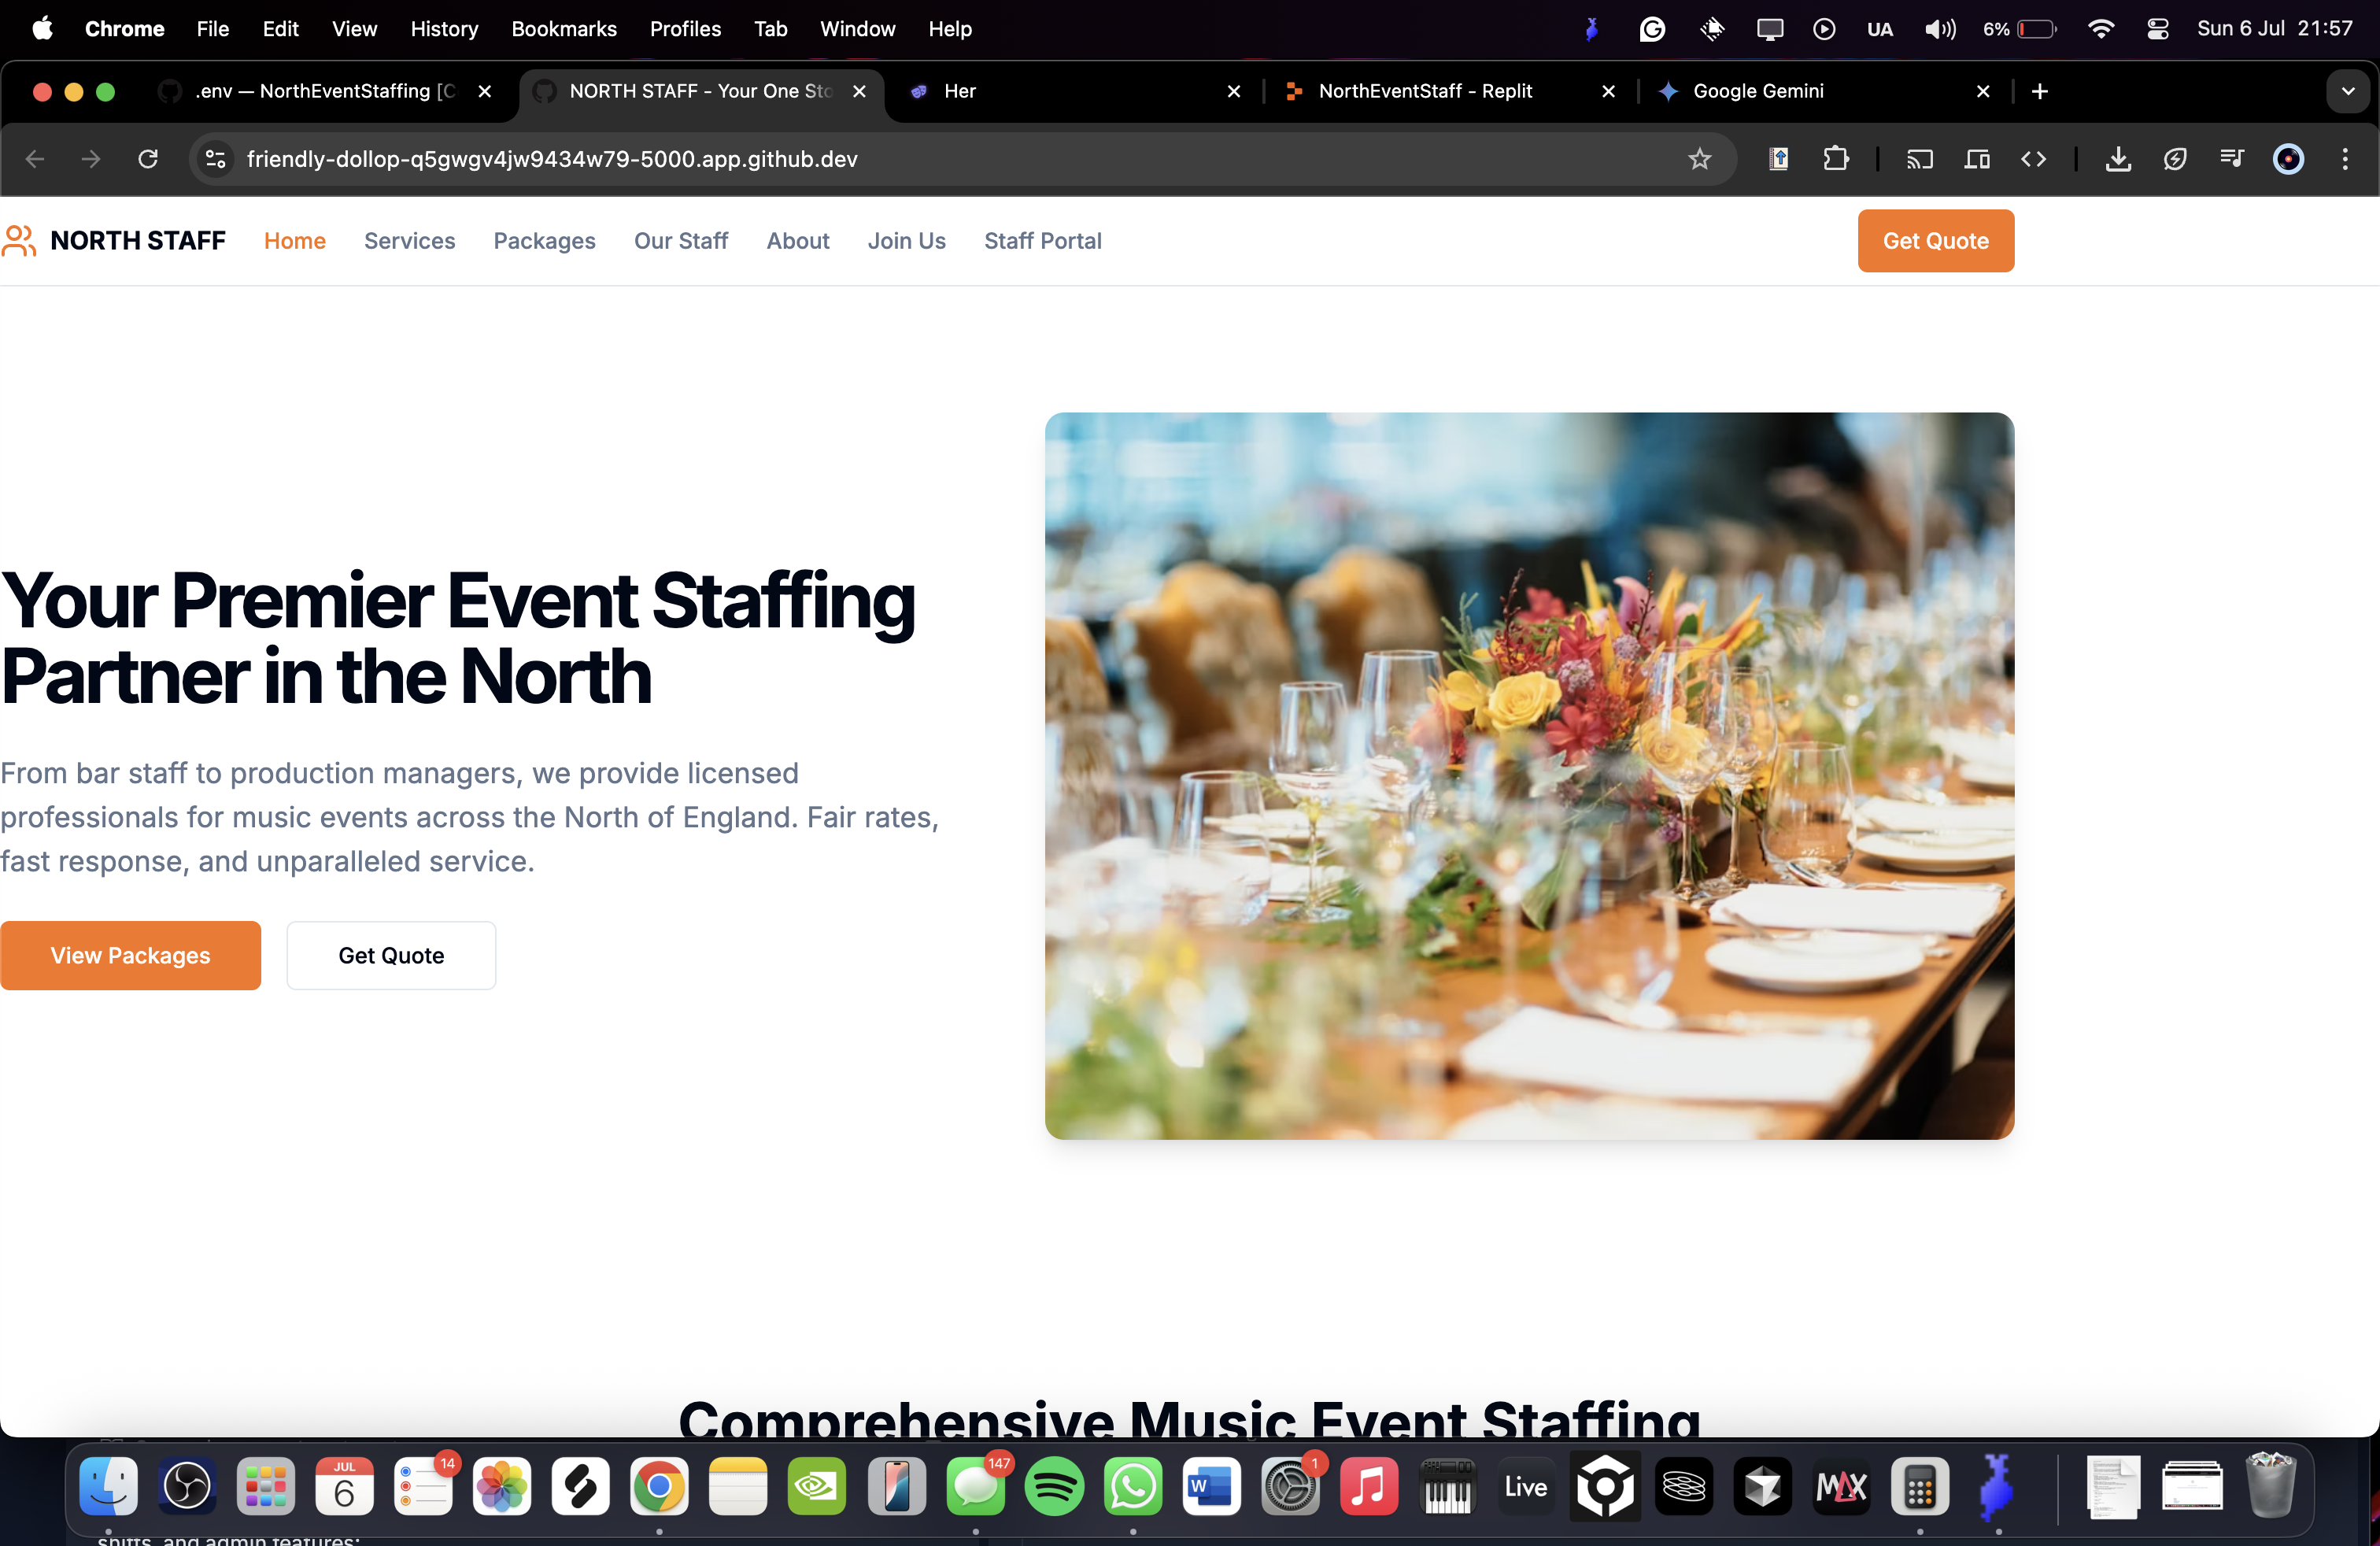 Chrome File Edit View History Bookmarks Profiles Tab Window Help UA 6% Sun 6 Jul 21:57
.env — NorthEventStaffing [C
NORTH STAFF - Your One Sto
Her
NorthEventStaff - Replit
Google Gemini
friendly-dollop-q5gwgv4jw9434w79-5000.app.github.dev
NORTH STAFF Home Services Packages Our Staff About Join Us Staff Portal Get Quote
Your Premier Event Staffing
Partner in the North
From bar staff to production managers, we provide licensed
professionals for music events across the North of England. Fair rates,
fast response, and unparalleled service.
View Packages Get Quote
Comprehensive Music Event Staffing
JUL
6
14
147
W
1
Live
MAX
shifts, and admin features: